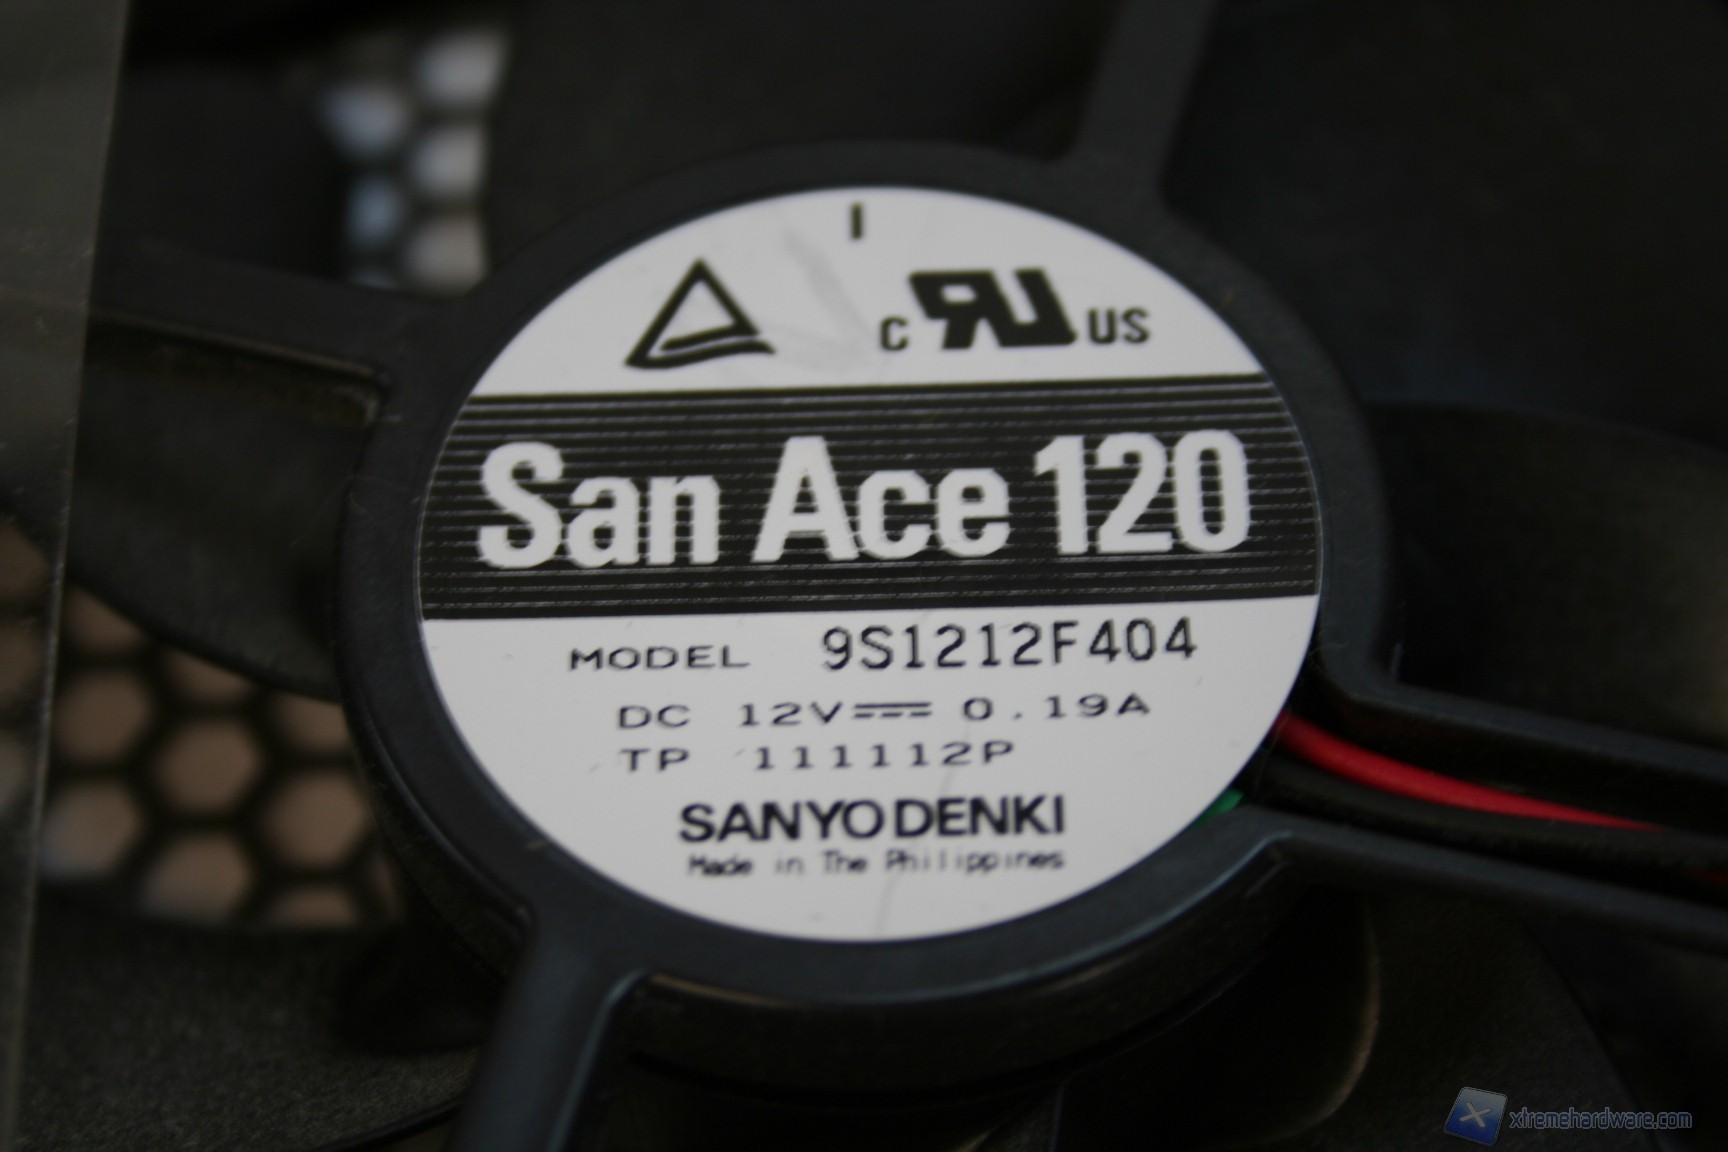 I
c RU US
San Ace 120
MODEL 9S1212F404
DC 12V 0.19A
TP 111112P
SANYO DENKI
Made in The Philippines
xtremehardware.com